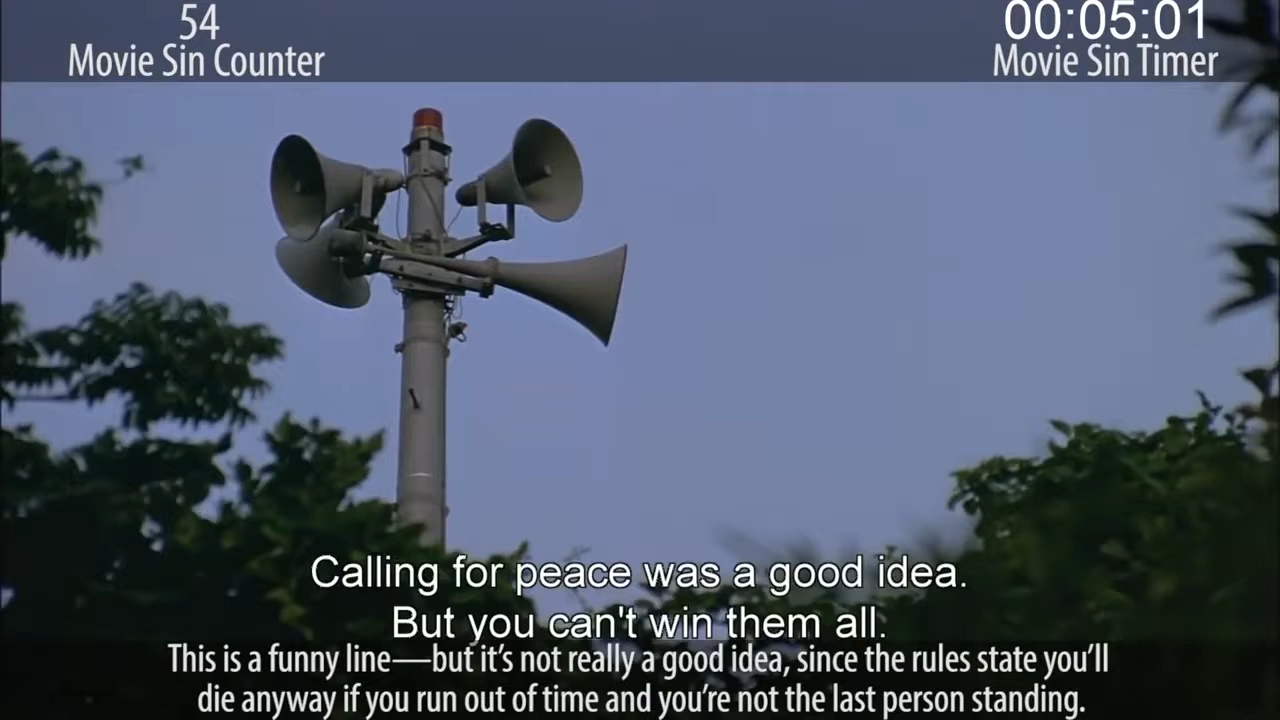 54
Movie Sin Counter
00:05:01
Movie Sin Timer
Calling for peace was a good idea.
But you can't win them all.
This is a funny line—but it's not really a good idea, since the rules state you'll
die anyway if you run out of time and you're not the last person standing.